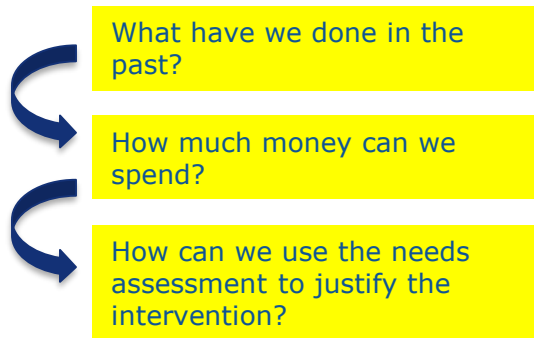 What have we done in the
past?
How much money can we
spend?
How can we use the needs
assessment to justify the
intervention?